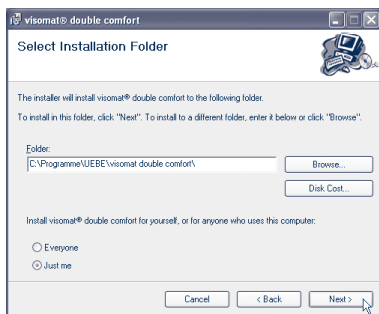 visomat® double comfort
Select Installation Folder
The installer will install visomat® double comfort to the following folder.
To install in this folder, click "Next". To install to a different folder, enter it below or click "Browse".
Folder:
C:\Programme\UEBE\visomat double comfort\
Browse...
Disk Cost...
Install visomat® double comfort for yourself, or for anyone who uses this computer:
Everyone
Just me
Cancel
< Back
Next >